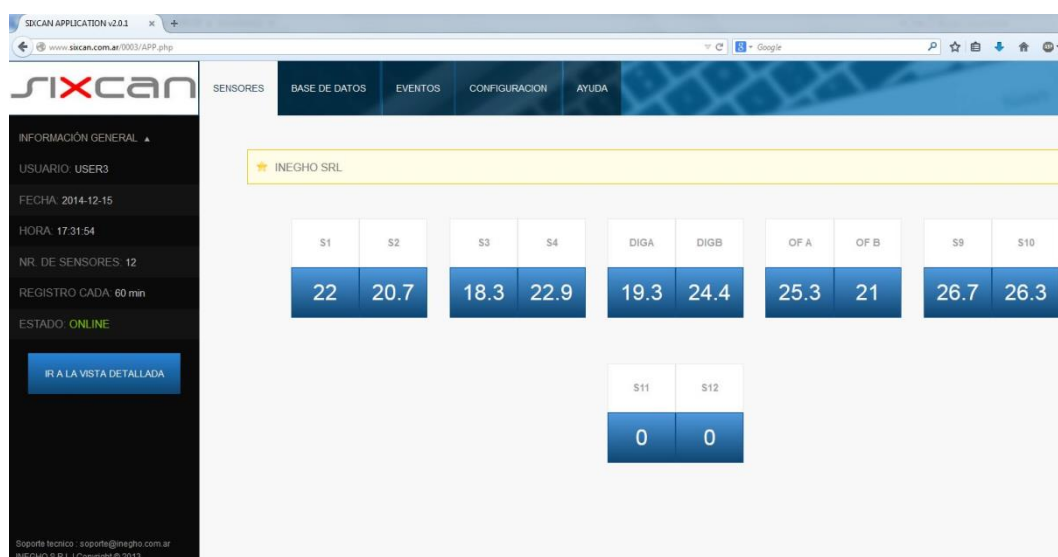 SIXCAN APPLICATION v2.0.1
www.sixcan.com.ar/0003/APP.php
Google
sixcan
SENSORES BASE DE DATOS EVENTOS CONFIGURACION AYUDA
INFORMACIÓN GENERAL
USUARIO: USER3
FECHA: 2014-12-15
HORA: 17:31:54
NR. DE SENSORES: 12
REGISTRO CADA: 60 min
ESTADO: ONLINE
IR A LA VISTA DETALLADA
INEGHO SRL
S1 S2 S3 S4 DIGA DIGB OF A OF B S9 S10
22 20.7 18.3 22.9 19.3 24.4 25.3 21 26.7 26.3
S11 S12
0 0
Soporte tecnico : soporte@inegho.com.ar
INEGHO S.R.L. | Copyright © 2013